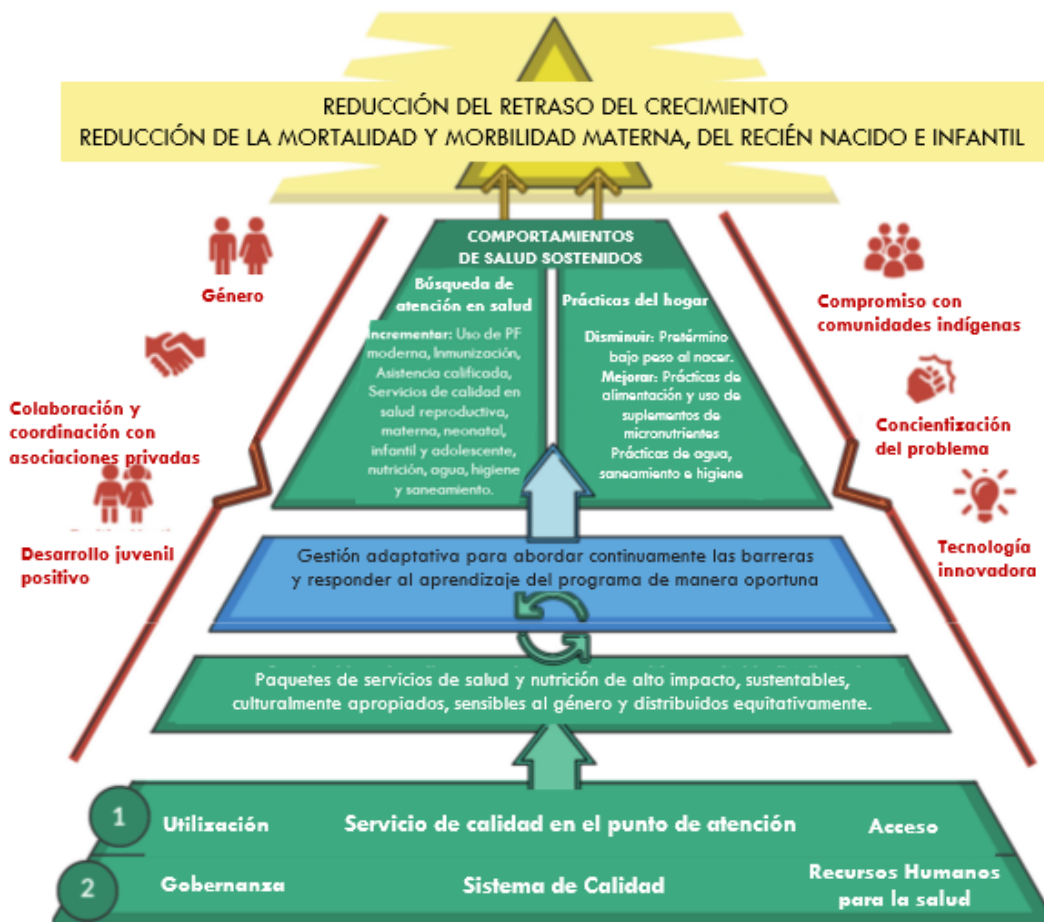 REDUCCIÓN DEL RETRASO DEL CRECIMIENTO
REDUCCIÓN DE LA MORTALIDAD Y MORBILIDAD MATERNA, DEL RECIÉN NACIDO E INFANTIL
Género
Colaboración y
coordinación con
asociaciones privadas
Desarrollo juvenil
positivo
COMPORTAMIENTOS
DE SALUD SOSTENIDOS
Búsqueda de
atención en salud
Incrementar: Uso de PF
moderna, Inmunización,
Asistencia calificada,
Servicios de calidad en
salud reproductiva,
materna, neonatal,
infantil y adolescente,
nutrición, agua, higiene
y saneamiento.
Prácticas del hogar
Disminuir: Pretérmino
bajo peso al nacer.
Mejorar: Prácticas de
alimentación y uso de
suplementos de
micronutrientes
Prácticas de agua,
saneamiento e higiene
Compromiso con
comunidades indígenas
Concientización
del problema
Tecnología
innovadora
Gestión adaptativa para abordar continuamente las barreras
y responder al aprendizaje del programa de manera oportuna
Paquetes de servicios de salud y nutrición de alto impacto, sustentables,
culturalmente apropiados, sensibles al género y distribuidos equitativamente.
1
Utilización
Servicio de calidad en el punto de atención
Acceso
2
Gobernanza
Sistema de Calidad
Recursos Humanos
para la salud